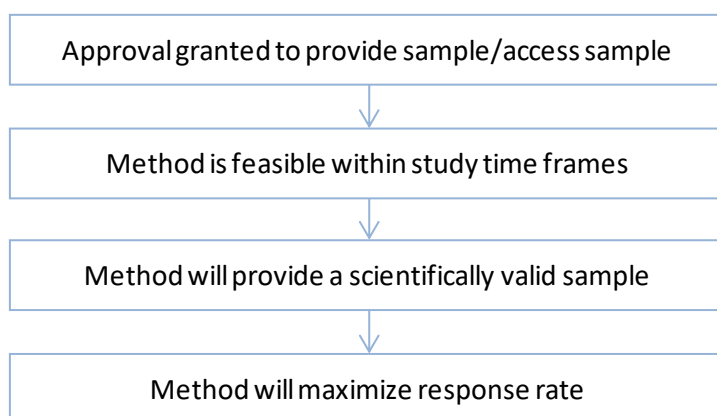 Approval granted to provide sample/access sample
Method is feasible within study time frames
Method will provide a scientifically valid sample
Method will maximize response rate